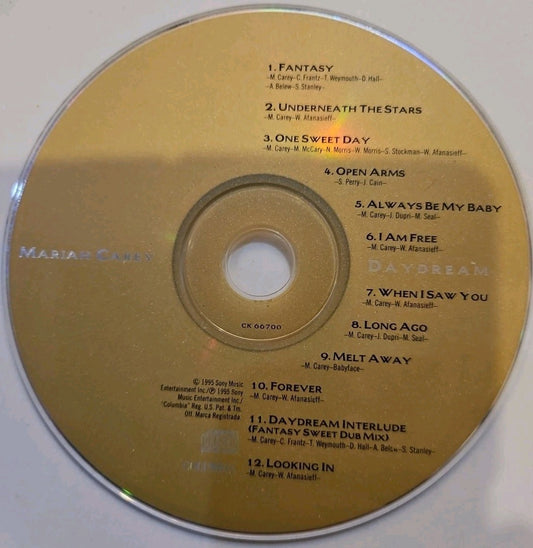 1. FANTASY
–M. Carey–C. Frantz–T. Weymouth–D. Hall–
–A. Belew–S. Stanley–
2. UNDERNEATH THE STARS
–M. Carey–W. Afanasieff–
3. ONE SWEET DAY
–M. Carey–M. McCary–N. Morris–W. Morris–S. Stockman–W. Afanasieff–
4. OPEN ARMS
–S. Perry–J. Cain–
5. ALWAYS BE MY BABY
–M. Carey–J. Dupri–M. Seal–
6. I AM FREE
–M. Carey–W. Afanasieff–
MARIAH CAREY
DAYDREAM
7. WHEN I SAW YOU
–M. Carey–W. Afanasieff–
CK 66700
8. LONG AGO
–M. Carey–J. Dupri–M. Seal–
9. MELT AWAY
–M. Carey–Babyface–
10. FOREVER
–M. Carey–W. Afanasieff–
© 1995 Sony Music
Entertainment Inc./℗ 1995 Sony
Music Entertainment Inc./
"Columbia" Reg. U.S. Pat. & Tm.
Off. Marca Registrada.
11. DAYDREAM INTERLUDE
(FANTASY SWEET DUB MIX)
–M. Carey–C. Frantz–T. Weymouth–D. Hall–A. Belew–S. Stanley–
COLUMBIA
12. LOOKING IN
–M. Carey–W. Afanasieff–